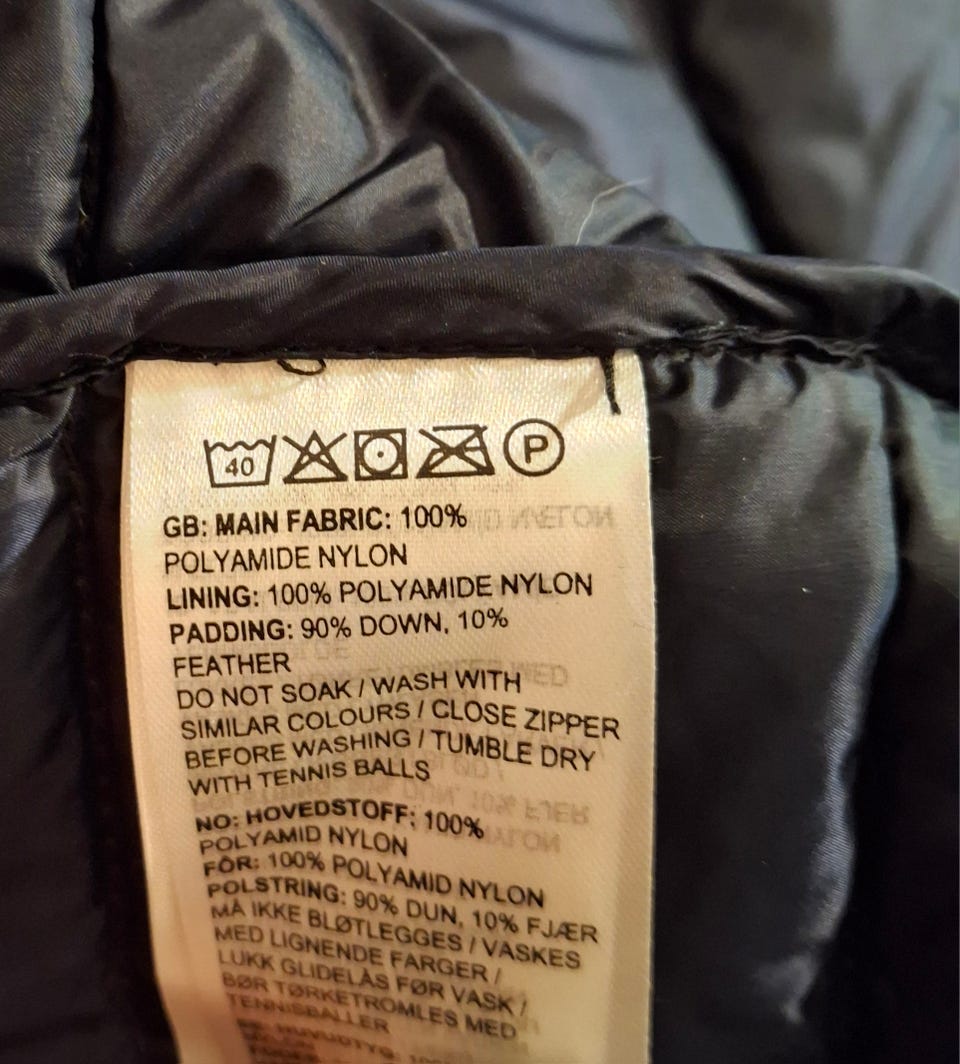 40 P
GB: MAIN FABRIC: 100%
POLYAMIDE NYLON
LINING: 100% POLYAMIDE NYLON
PADDING: 90% DOWN, 10%
FEATHER
DO NOT SOAK / WASH WITH
SIMILAR COLOURS / CLOSE ZIPPER
BEFORE WASHING / TUMBLE DRY
WITH TENNIS BALLS
NO: HOVEDSTOFF: 100%
POLYAMID NYLON
FÔR: 100% POLYAMID NYLON
POLSTRING: 90% DUN, 10% FJÆR
MÅ IKKE BLØTLEGGES / VASKES
MED LIGNENDE FARGER /
LUKK GLIDELÅS FØR VASK /
BØR TØRKETROMLES MED
TENNISBALLER